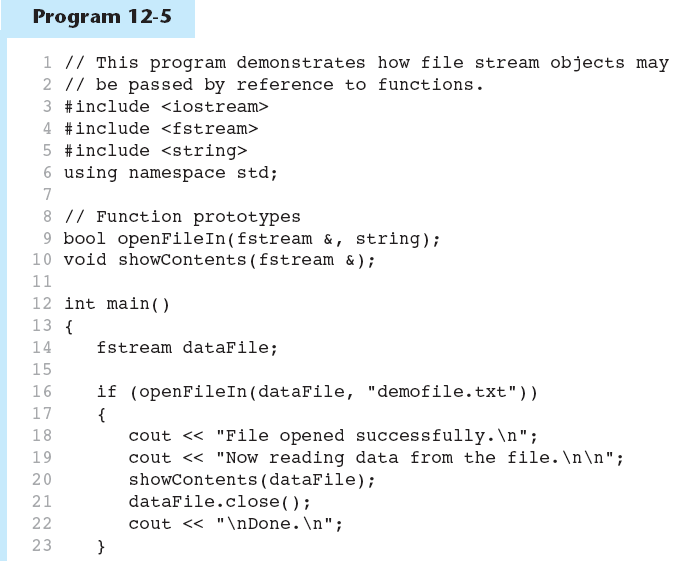 Program 12-5
1 // This program demonstrates how file stream objects may
2 // be passed by reference to functions.
3 #include <iostream>
4 #include <fstream>
5 #include <string>
6 using namespace std;
7
8 // Function prototypes
9 bool openFileIn(fstream &, string);
10 void showContents(fstream &);
11
12 int main()
13 {
14    fstream dataFile;
15
16    if (openFileIn(dataFile, "demofile.txt"))
17    {
18       cout << "File opened successfully.\n";
19       cout << "Now reading data from the file.\n\n";
20       showContents(dataFile);
21       dataFile.close();
22       cout << "\nDone.\n";
23    }